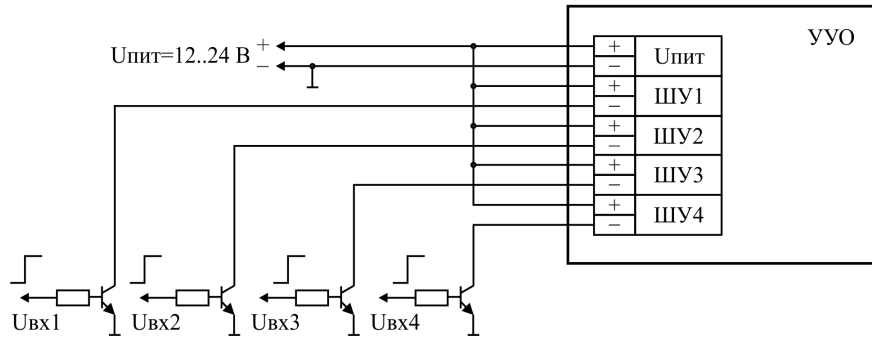 Uпит=12..24 В
+
−
УУО
+
−
Uпит
+
−
ШУ1
+
−
ШУ2
+
−
ШУ3
+
−
ШУ4
Uвх1
Uвх2
Uвх3
Uвх4